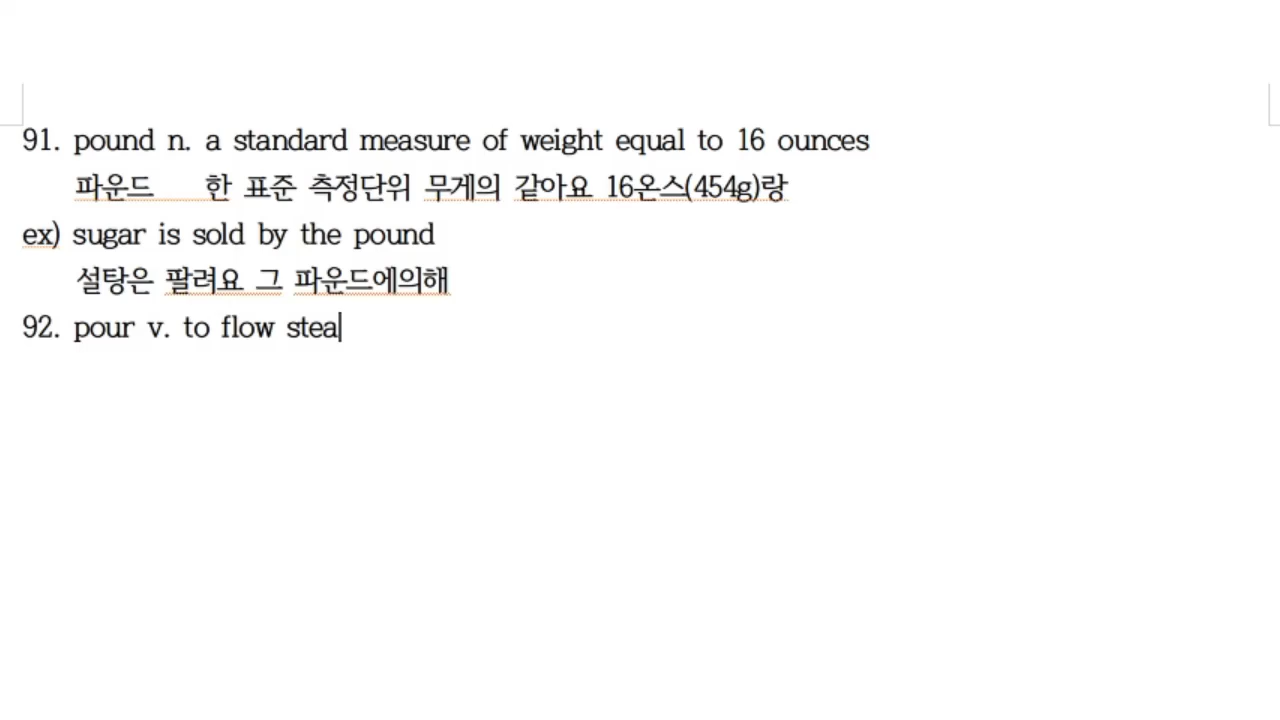 91. pound n. a standard measure of weight equal to 16 ounces
파운드 한 표준 측정단위 무게의 같아요 16온스(454g)랑
ex) sugar is sold by the pound
설탕은 팔려요 그 파운드에의해
92. pour v. to flow stea